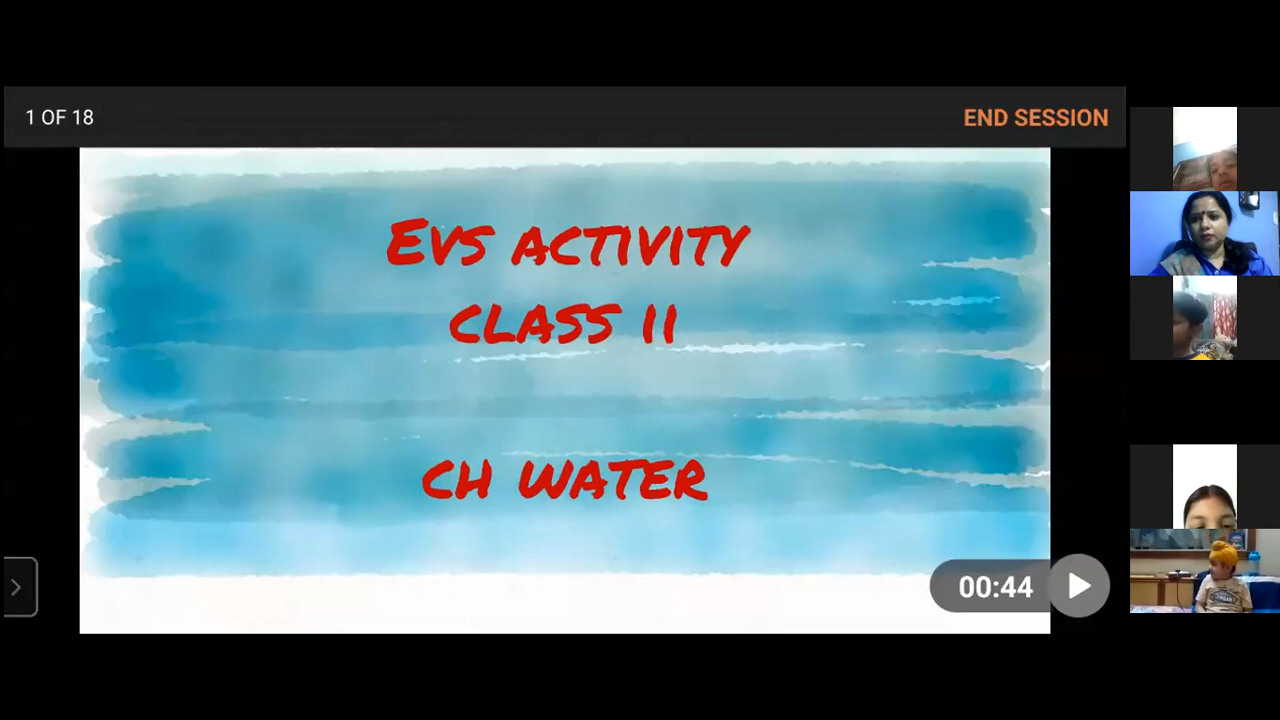 1 OF 18
END SESSION
EVS ACTIVITY
CLASS II
CH WATER
00:44